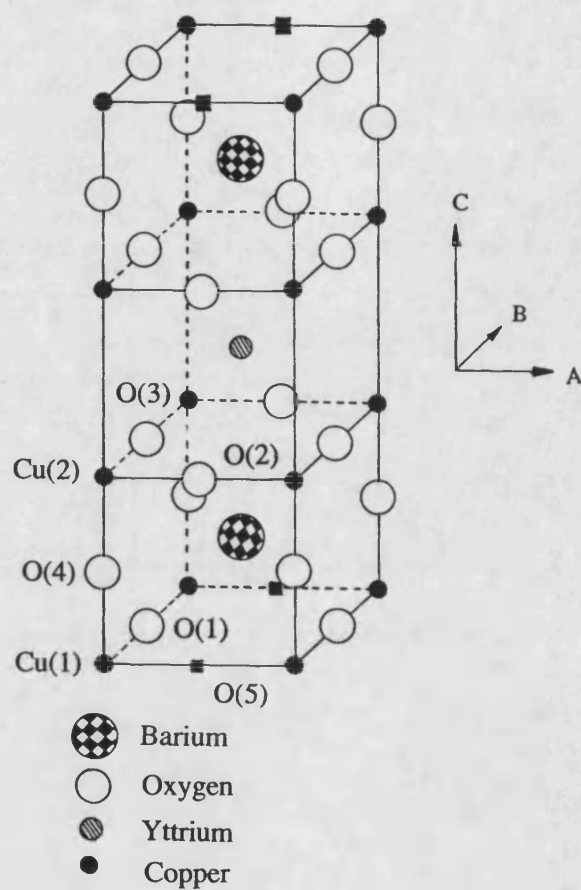 C
B
A
O(3)
O(2)
Cu(2)
O(4)
O(1)
Cu(1)
O(5)
Barium
Oxygen
Yttrium
Copper